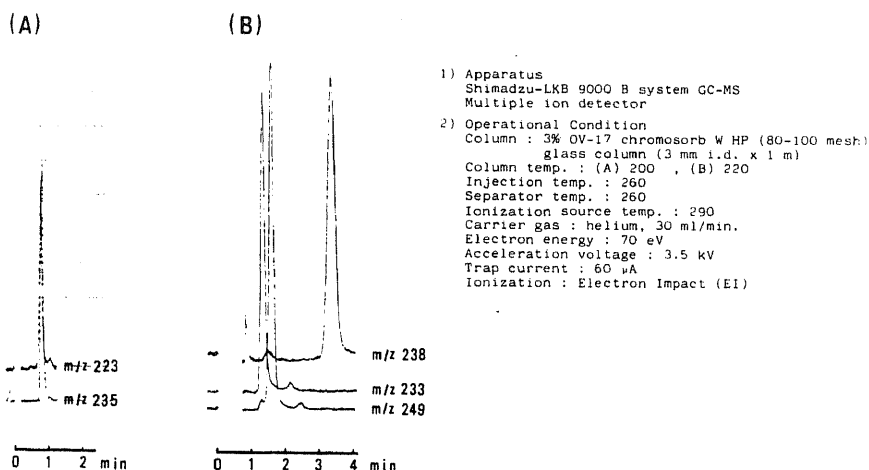 (A)
(B)
m/z 223
m/z 235
0 1 2 min
m/z 238
m/z 233
m/z 249
0 1 2 3 4 min
1) Apparatus
Shimadzu-LKB 9000 B system GC-MS
Multiple ion detector
2) Operational Condition
Column : 3% OV-17 chromosorb W HP (80-100 mesh)
glass column (3 mm i.d. x 1 m)
Column temp. : (A) 200 , (B) 220
Injection temp. : 260
Separator temp. : 260
Ionization source temp. : 290
Carrier gas : helium, 30 ml/min.
Electron energy : 70 eV
Acceleration voltage : 3.5 kV
Trap current : 60 μA
Ionization : Electron Impact (EI)